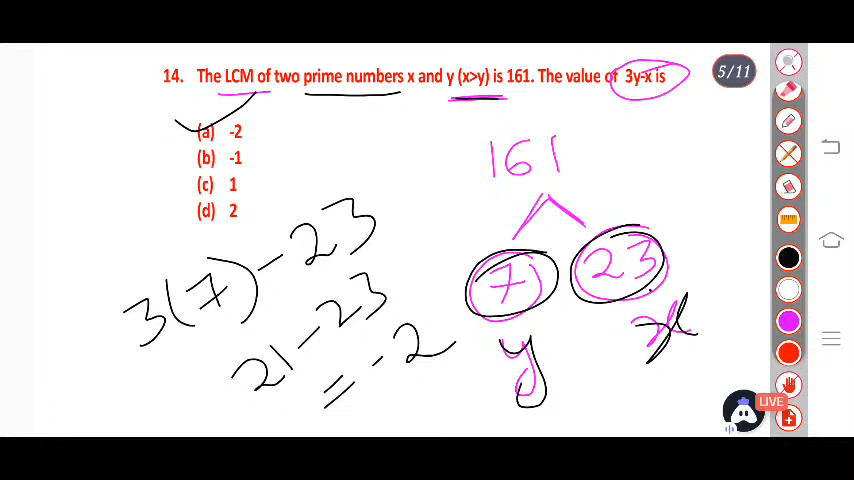 14. The LCM of two prime numbers x and y (x>y) is 161. The value of 3y-x is
5/11
(a) -2
(b) -1
(c) 1
(d) 2
161
7 23
y x
3(7) - 23
21 - 23
= -2
LIVE